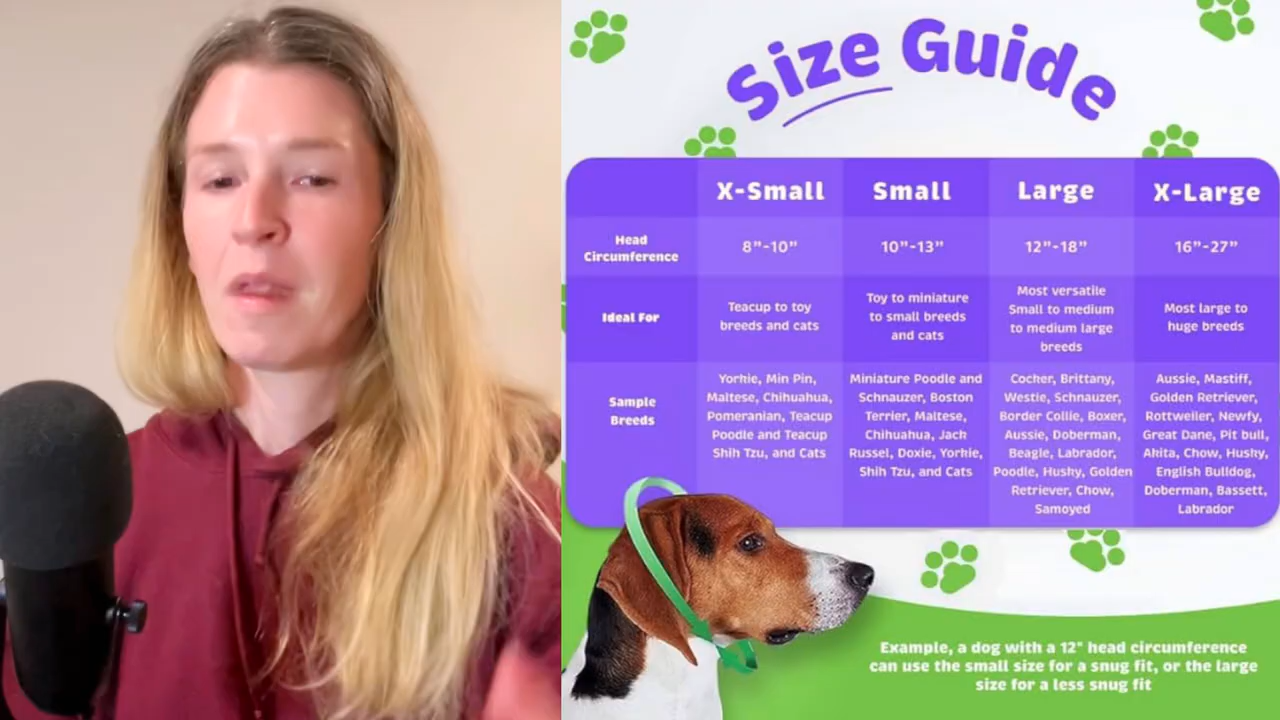 Size Guide
X-Small Small Large X-Large
Head
Circumference
8”-10” 10”-13” 12”-18” 16”-27”
Ideal For
Teacup to toy
breeds and cats
Toy to miniature
to small breeds
and cats
Most versatile
Small to medium
to medium large
breeds
Most large to
huge breeds
Sample
Breeds
Yorkie, Min Pin,
Maltese, Chihuahua,
Pomeranian, Teacup
Poodle and Teacup
Shih Tzu, and Cats
Miniature Poodle and
Schnauzer, Boston
Terrier, Maltese,
Chihuahua, Jack
Russel, Doxie, Yorkie,
Shih Tzu, and Cats
Cocker, Brittany,
Westie, Schnauzer,
Border Collie, Boxer,
Aussie, Doberman,
Beagle, Labrador,
Poodle, Husky, Golden
Retriever, Chow,
Samoyed
Aussie, Mastiff,
Golden Retriever,
Rottweiler, Newfy,
Great Dane, Pit bull,
Akita, Chow, Husky,
English Bulldog,
Doberman, Bassett,
Labrador
Example, a dog with a 12" head circumference
can use the small size for a snug fit, or the large
size for a less snug fit